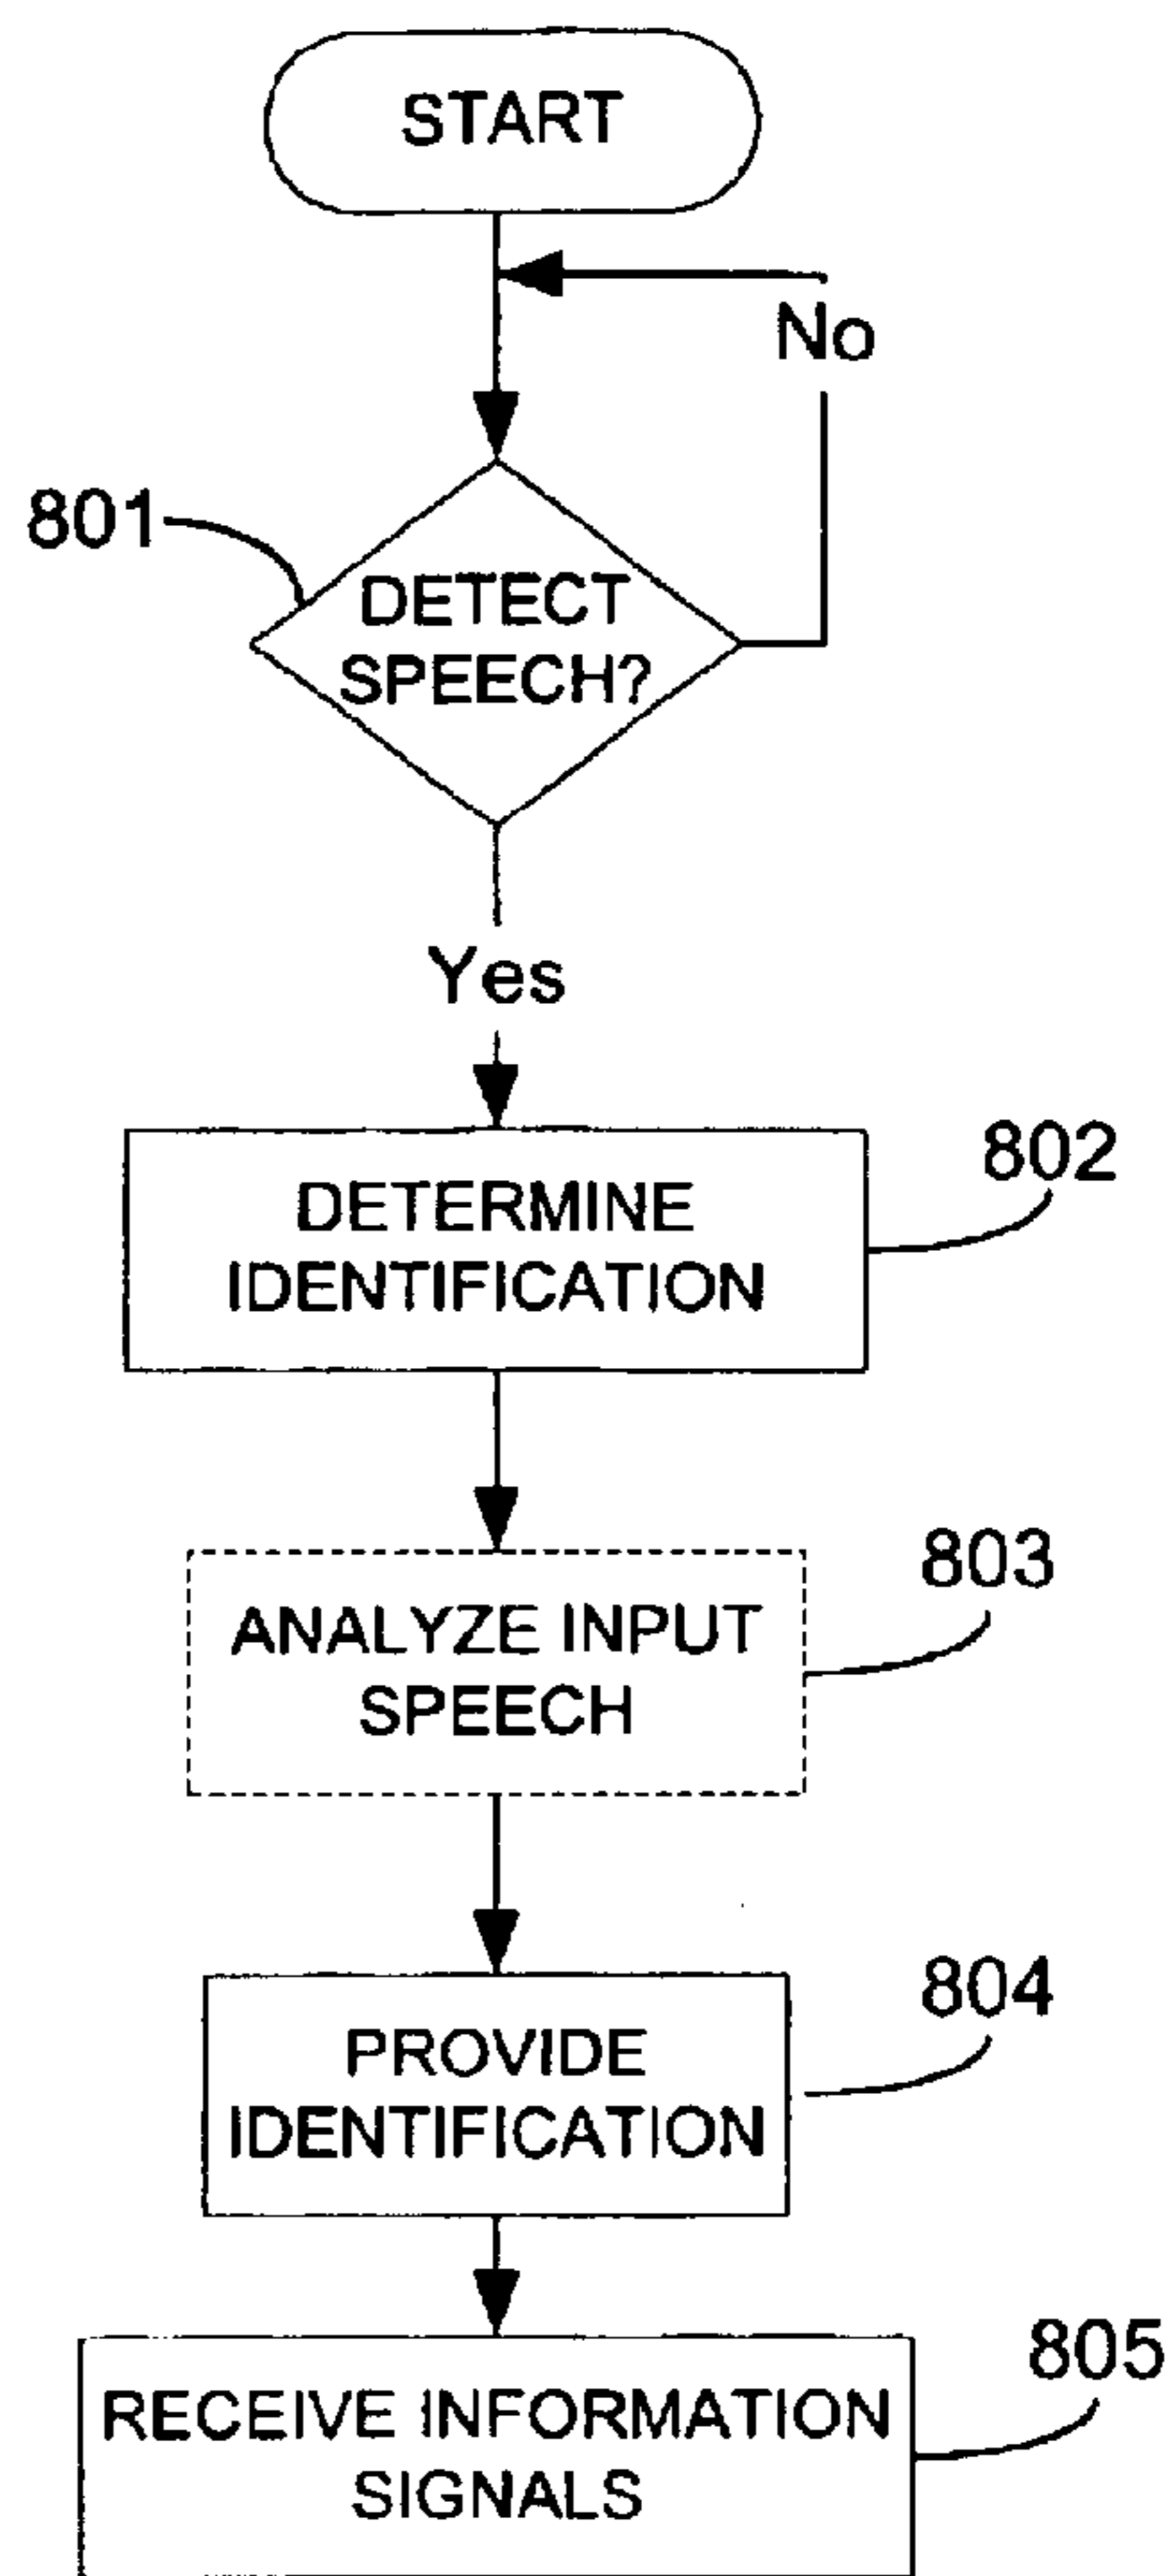 START
No
801
DETECT
SPEECH?
Yes
802
DETERMINE
IDENTIFICATION
803
ANALYZE INPUT
SPEECH
804
PROVIDE
IDENTIFICATION
805
RECEIVE INFORMATION
SIGNALS